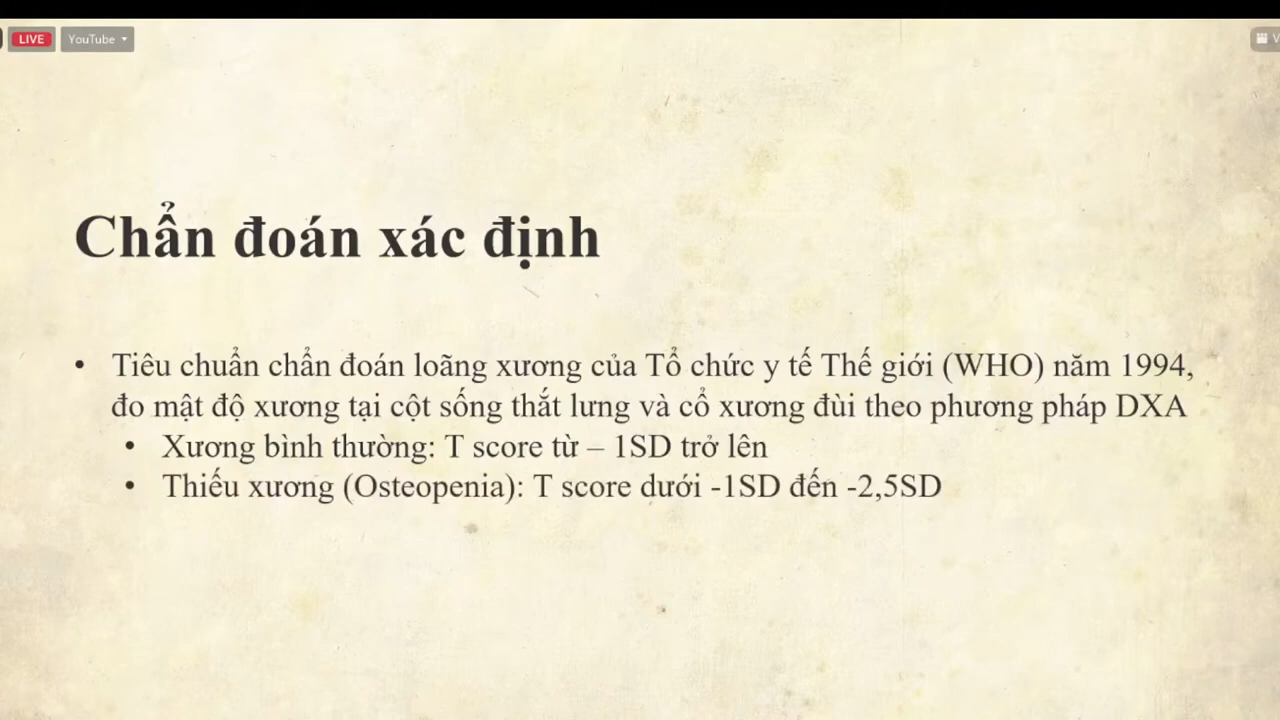 LIVE YouTube
Chẩn đoán xác định
• Tiêu chuẩn chẩn đoán loãng xương của Tổ chức y tế Thế giới (WHO) năm 1994,
đo mật độ xương tại cột sống thắt lưng và cổ xương đùi theo phương pháp DXA
• Xương bình thường: T score từ – 1SD trở lên
• Thiếu xương (Osteopenia): T score dưới -1SD đến -2,5SD